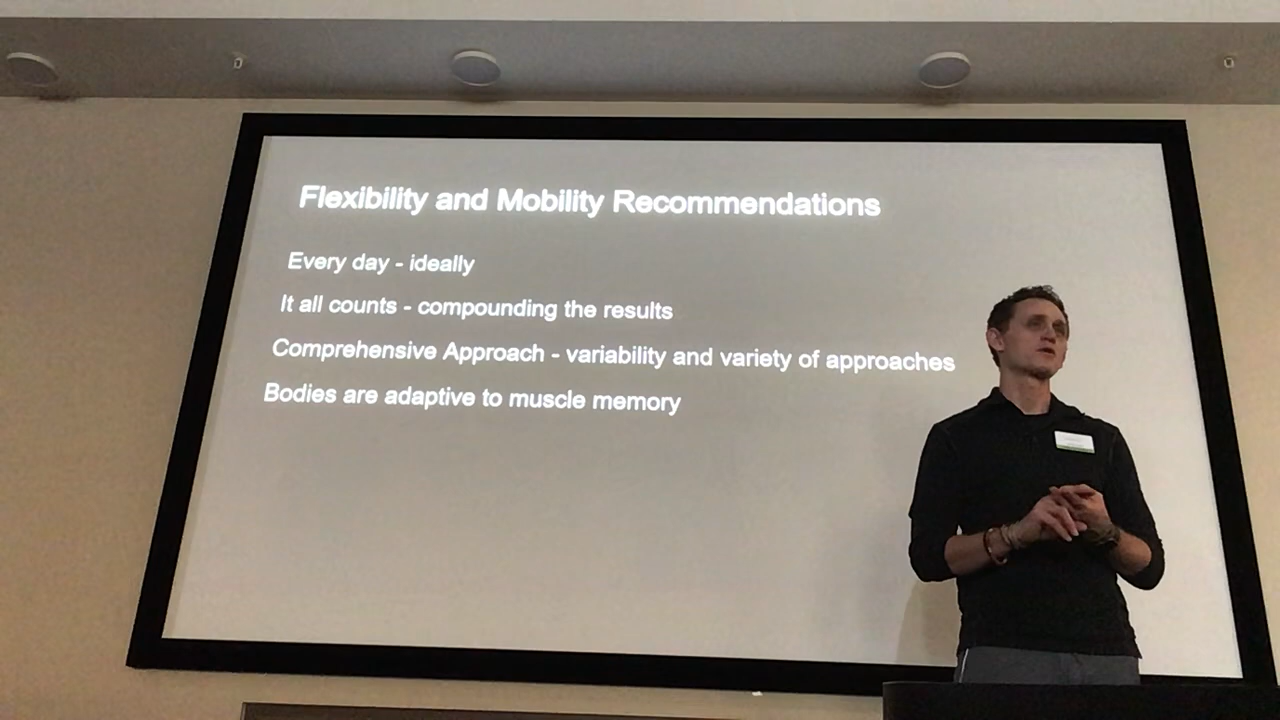 Flexibility and Mobility Recommendations
Every day - ideally
It all counts - compounding the results
Comprehensive Approach - variability and variety of approaches
Bodies are adaptive to muscle memory